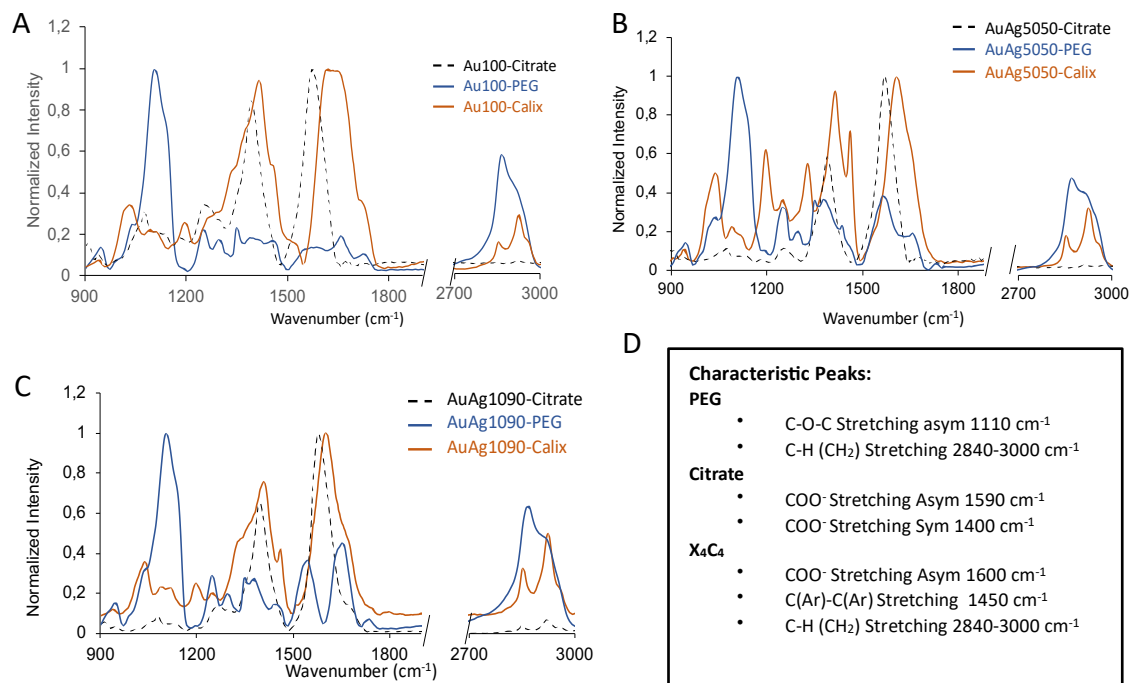 A
Normalized Intensity
1,2
1
0,8
0,6
0,4
0,2
0
900
1200
1500
1800
2700
3000
Wavenumber (cm-1)
Au100-Citrate
Au100-PEG
Au100-Calix
B
Normalized Intensity
1,2
1
0,8
0,6
0,4
0,2
0
900
1200
1500
1800
2700
3000
Wavenumber (cm-1)
AuAg5050-Citrate
AuAg5050-PEG
AuAg5050-Calix
C
Normalized Intensity
1,2
1
0,8
0,6
0,4
0,2
0
900
1200
1500
1800
2700
3000
Wavenumber (cm-1)
AuAg1090-Citrate
AuAg1090-PEG
AuAg1090-Calix
D
Characteristic Peaks:
PEG
• C-O-C Stretching asym 1110 cm-1
• C-H (CH2) Stretching 2840-3000 cm-1
Citrate
• COO- Stretching Asym 1590 cm-1
• COO- Stretching Sym 1400 cm-1
X4C4
• COO- Stretching Asym 1600 cm-1
• C(Ar)-C(Ar) Stretching 1450 cm-1
• C-H (CH2) Stretching 2840-3000 cm-1